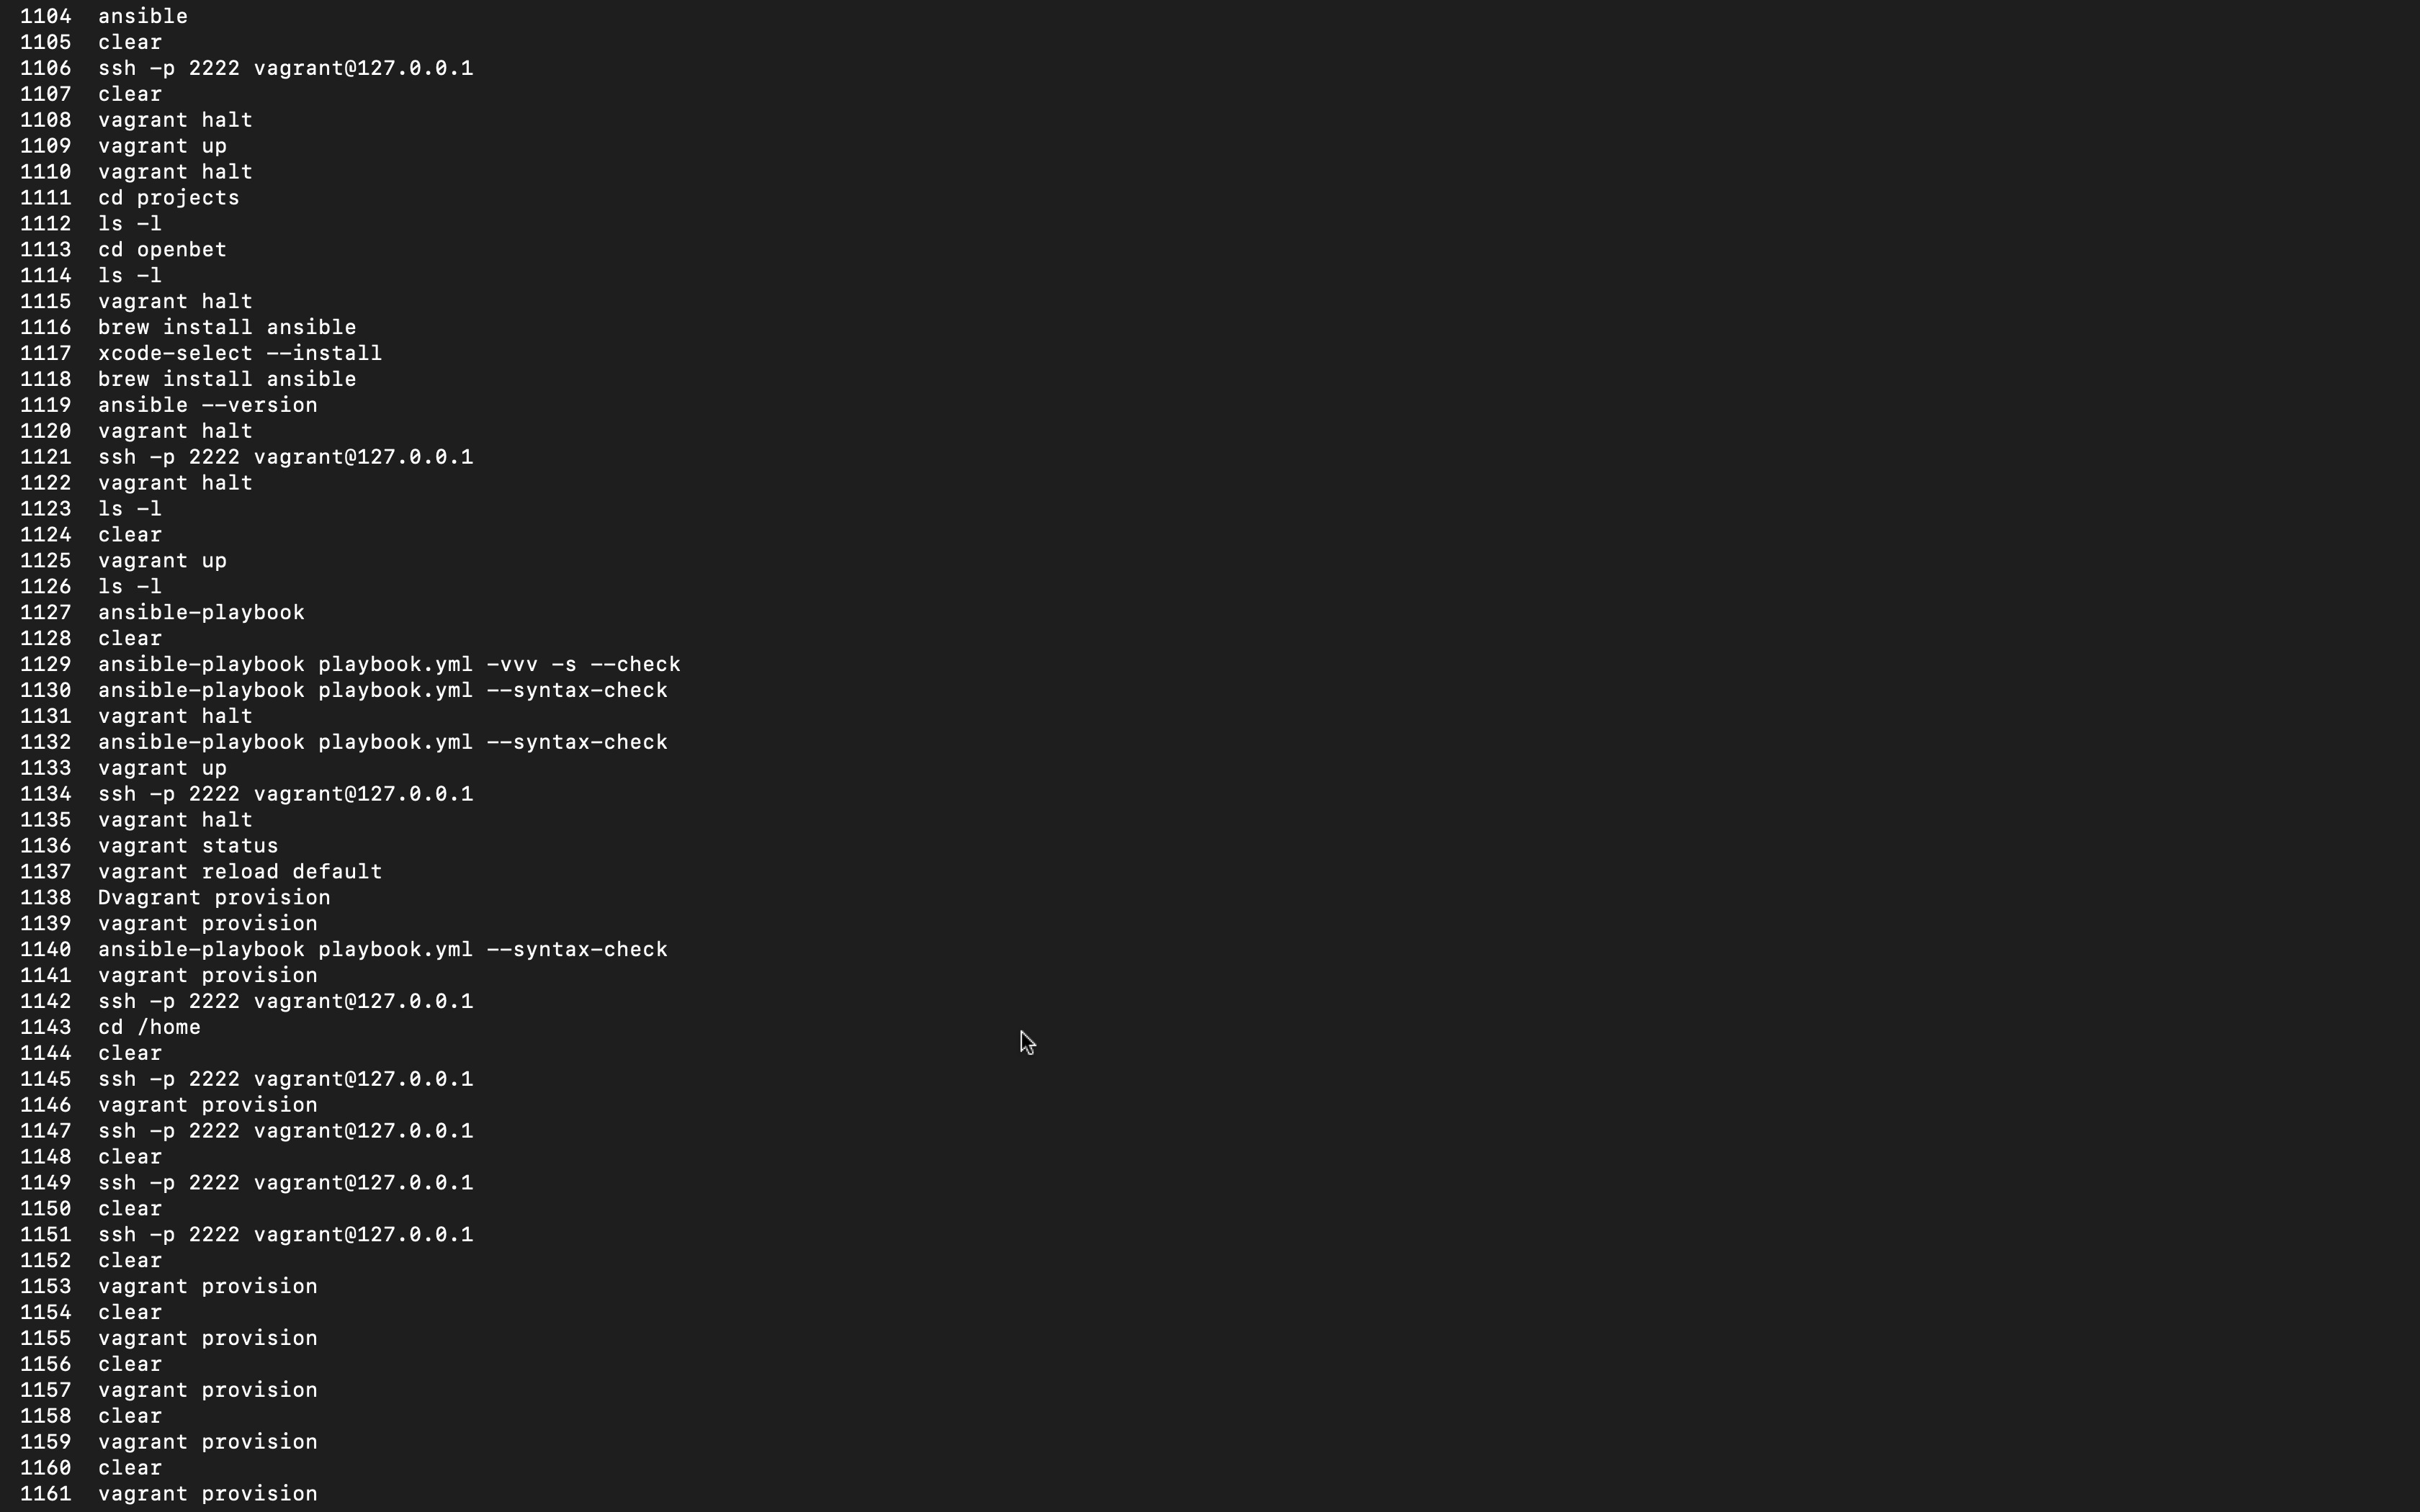 1104 ansible
1105 clear
1106 ssh -p 2222 vagrant@127.0.0.1
1107 clear
1108 vagrant halt
1109 vagrant up
1110 vagrant halt
1111 cd projects
1112 ls -l
1113 cd openbet
1114 ls -l
1115 vagrant halt
1116 brew install ansible
1117 xcode-select --install
1118 brew install ansible
1119 ansible --version
1120 vagrant halt
1121 ssh -p 2222 vagrant@127.0.0.1
1122 vagrant halt
1123 ls -l
1124 clear
1125 vagrant up
1126 ls -l
1127 ansible-playbook
1128 clear
1129 ansible-playbook playbook.yml -vvv -s --check
1130 ansible-playbook playbook.yml --syntax-check
1131 vagrant halt
1132 ansible-playbook playbook.yml --syntax-check
1133 vagrant up
1134 ssh -p 2222 vagrant@127.0.0.1
1135 vagrant halt
1136 vagrant status
1137 vagrant reload default
1138 Dvagrant provision
1139 vagrant provision
1140 ansible-playbook playbook.yml --syntax-check
1141 vagrant provision
1142 ssh -p 2222 vagrant@127.0.0.1
1143 cd /home
1144 clear
1145 ssh -p 2222 vagrant@127.0.0.1
1146 vagrant provision
1147 ssh -p 2222 vagrant@127.0.0.1
1148 clear
1149 ssh -p 2222 vagrant@127.0.0.1
1150 clear
1151 ssh -p 2222 vagrant@127.0.0.1
1152 clear
1153 vagrant provision
1154 clear
1155 vagrant provision
1156 clear
1157 vagrant provision
1158 clear
1159 vagrant provision
1160 clear
1161 vagrant provision